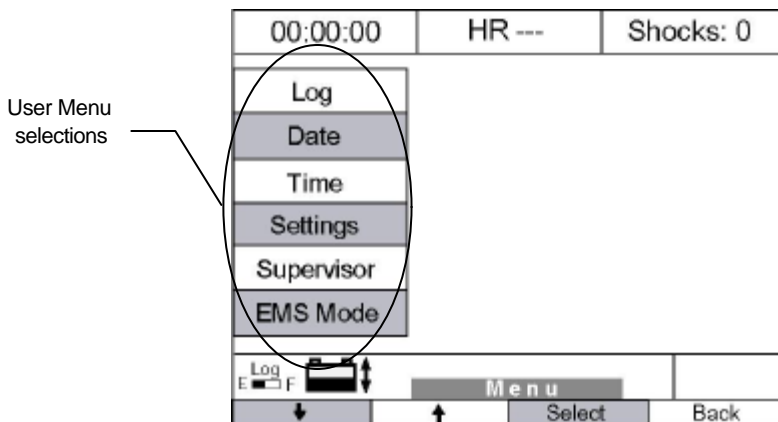 00:00:00 HR --- Shocks: 0
User Menu
selections
Log
Date
Time
Settings
Supervisor
EMS Mode
Log
E F
Menu
Select Back